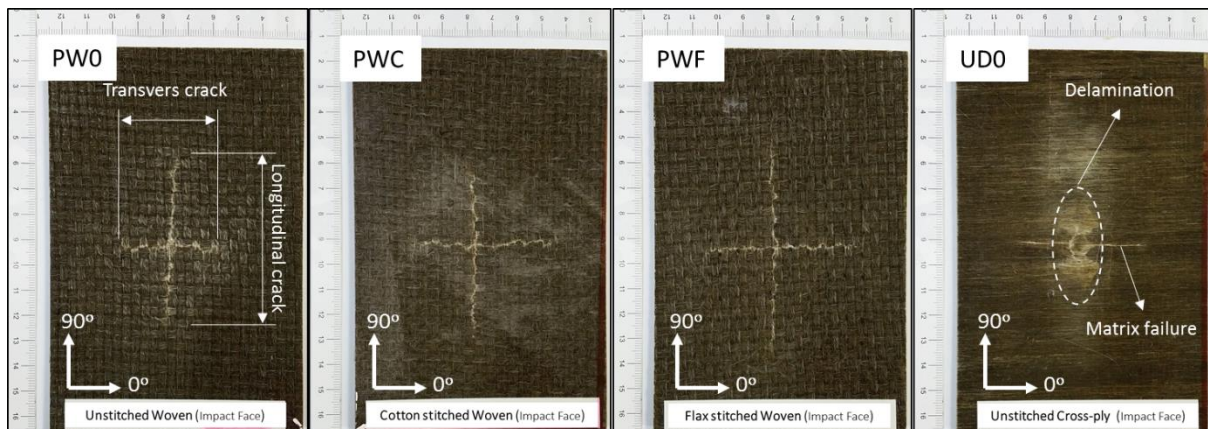 PW0
Transvers crack
Longitudinal crack
90º
0º
Unstitched Woven (Impact Face)
PWC
90º
0º
Cotton stitched Woven (Impact Face)
PWF
90º
0º
Flax stitched Woven (Impact Face)
UD0
Delamination
Matrix failure
90º
0º
Unstitched Cross-ply (Impact Face)